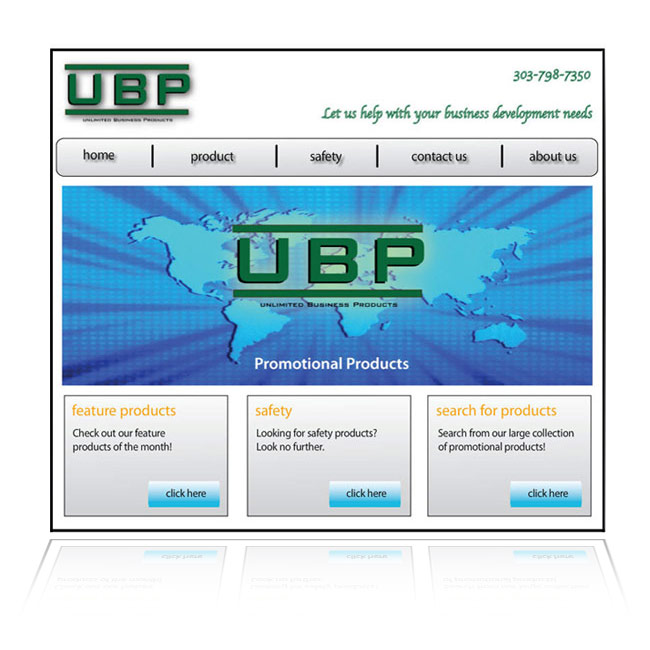 UBP
Unlimited Business Products
303-798-7350
Let us help with your business development needs
home product safety contact us about us
UBP
Unlimited Business Products
Promotional Products
feature products
Check out our feature
products of the month!
click here
safety
Looking for safety products?
Look no further.
click here
search for products
Search from our large collection
of promotional products!
click here